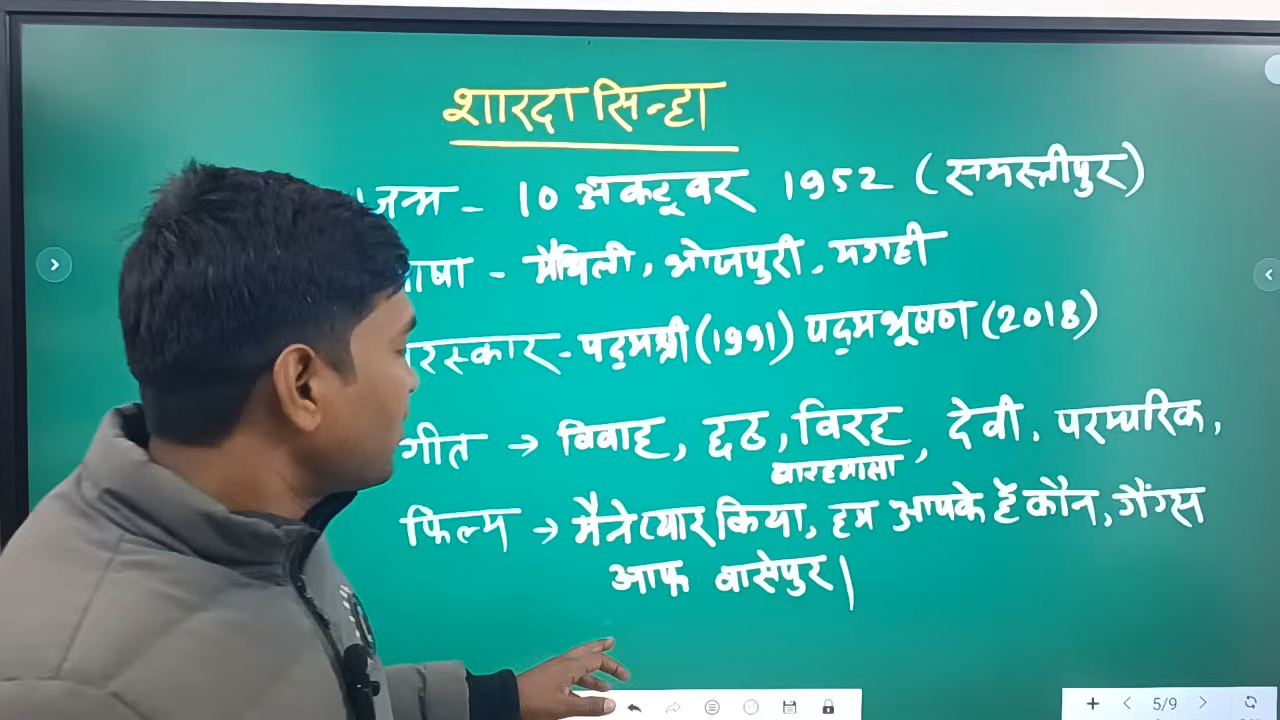 शारदा सिन्हा
जन्म - 10 अक्टूबर 1952 (समस्तीपुर)
भाषा - मैथिली, भोजपुरी, मगही
रस्कार - पद्मश्री (1991) पद्मभूषण (2018)
गीत → विवाह, छठ, विरह, देवी, परम्परिक,
बारहमासा
फिल्म → मैने प्यार किया, हम आपके हैं कौन, गैंग्स
आफ वासेपुर|
5/9